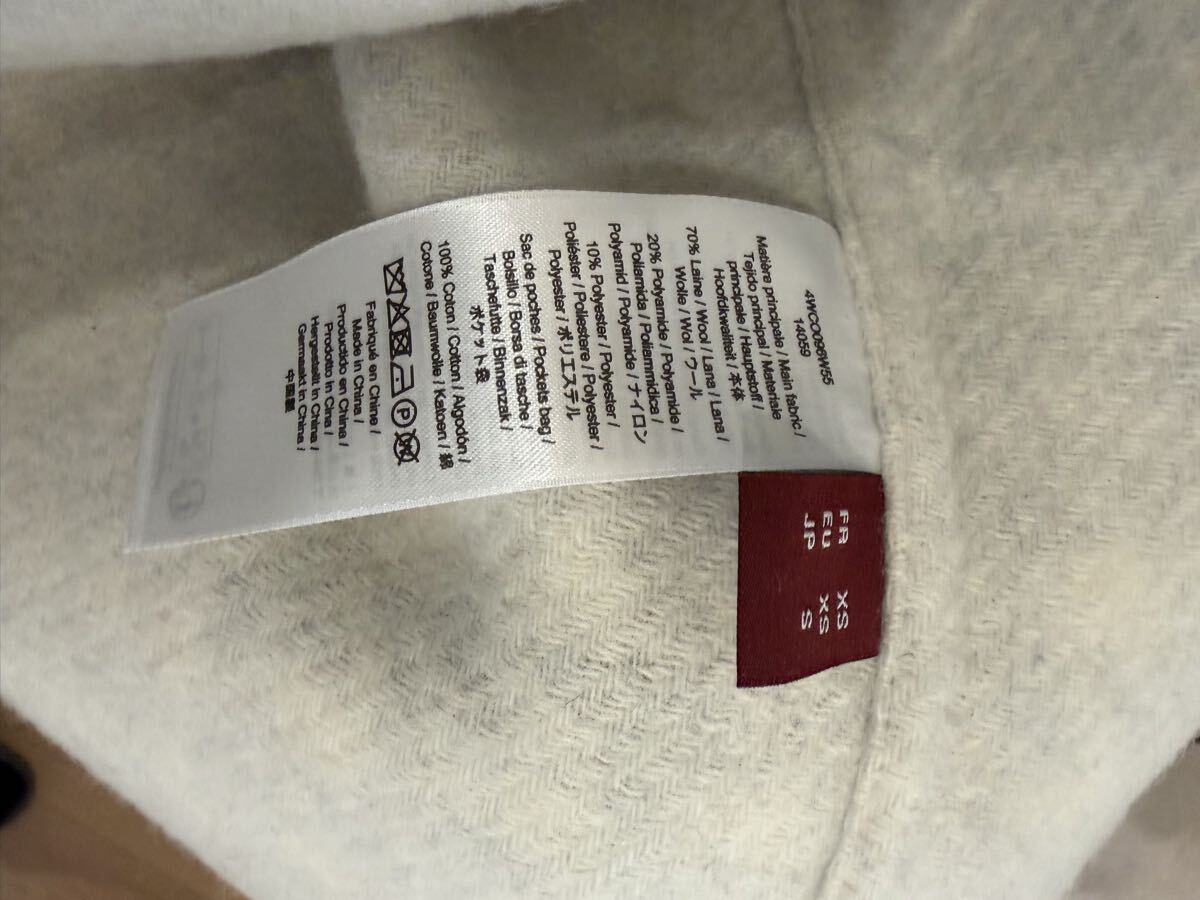 4WCO096W55
14059
Matière principale / Main fabric /
Tejido principal / Materiale
principale / Hauptstoff /
Hoofdkwaliteit / 本体
70% Laine / Wool / Lana / Lana /
Wolle / Wol / ウール
20% Polyamide / Polyamide /
Poliamida / Poliammidica /
Polyamid / Polyamide / ナイロン
10% Polyester / Polyester /
Poliéster / Poliestere / Polyester /
Polyester / ポリエステル
Sac de poches / Pockets bag /
Bolsillo / Borsa di tasche /
Taschefutte / Binnenzak /
ポケット袋
100% Coton / Cotton / Algodón /
Cotone / Baumwolle / Katoen / 綿
P
Fabriqué en Chine /
Made in China /
Producido en China /
Prodotto in Cina /
Hergestellt in China /
Gemaakt in China /
中国製
FR XS
EU XS
JP S